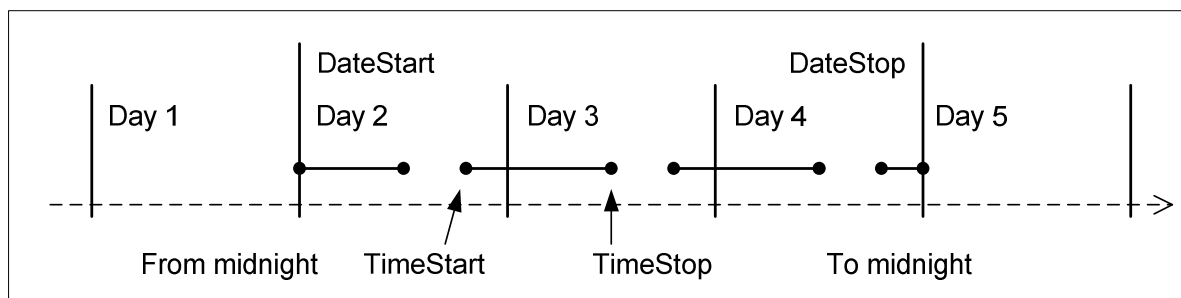 DateStart DateStop
Day 1 Day 2 Day 3 Day 4 Day 5
From midnight TimeStart TimeStop To midnight